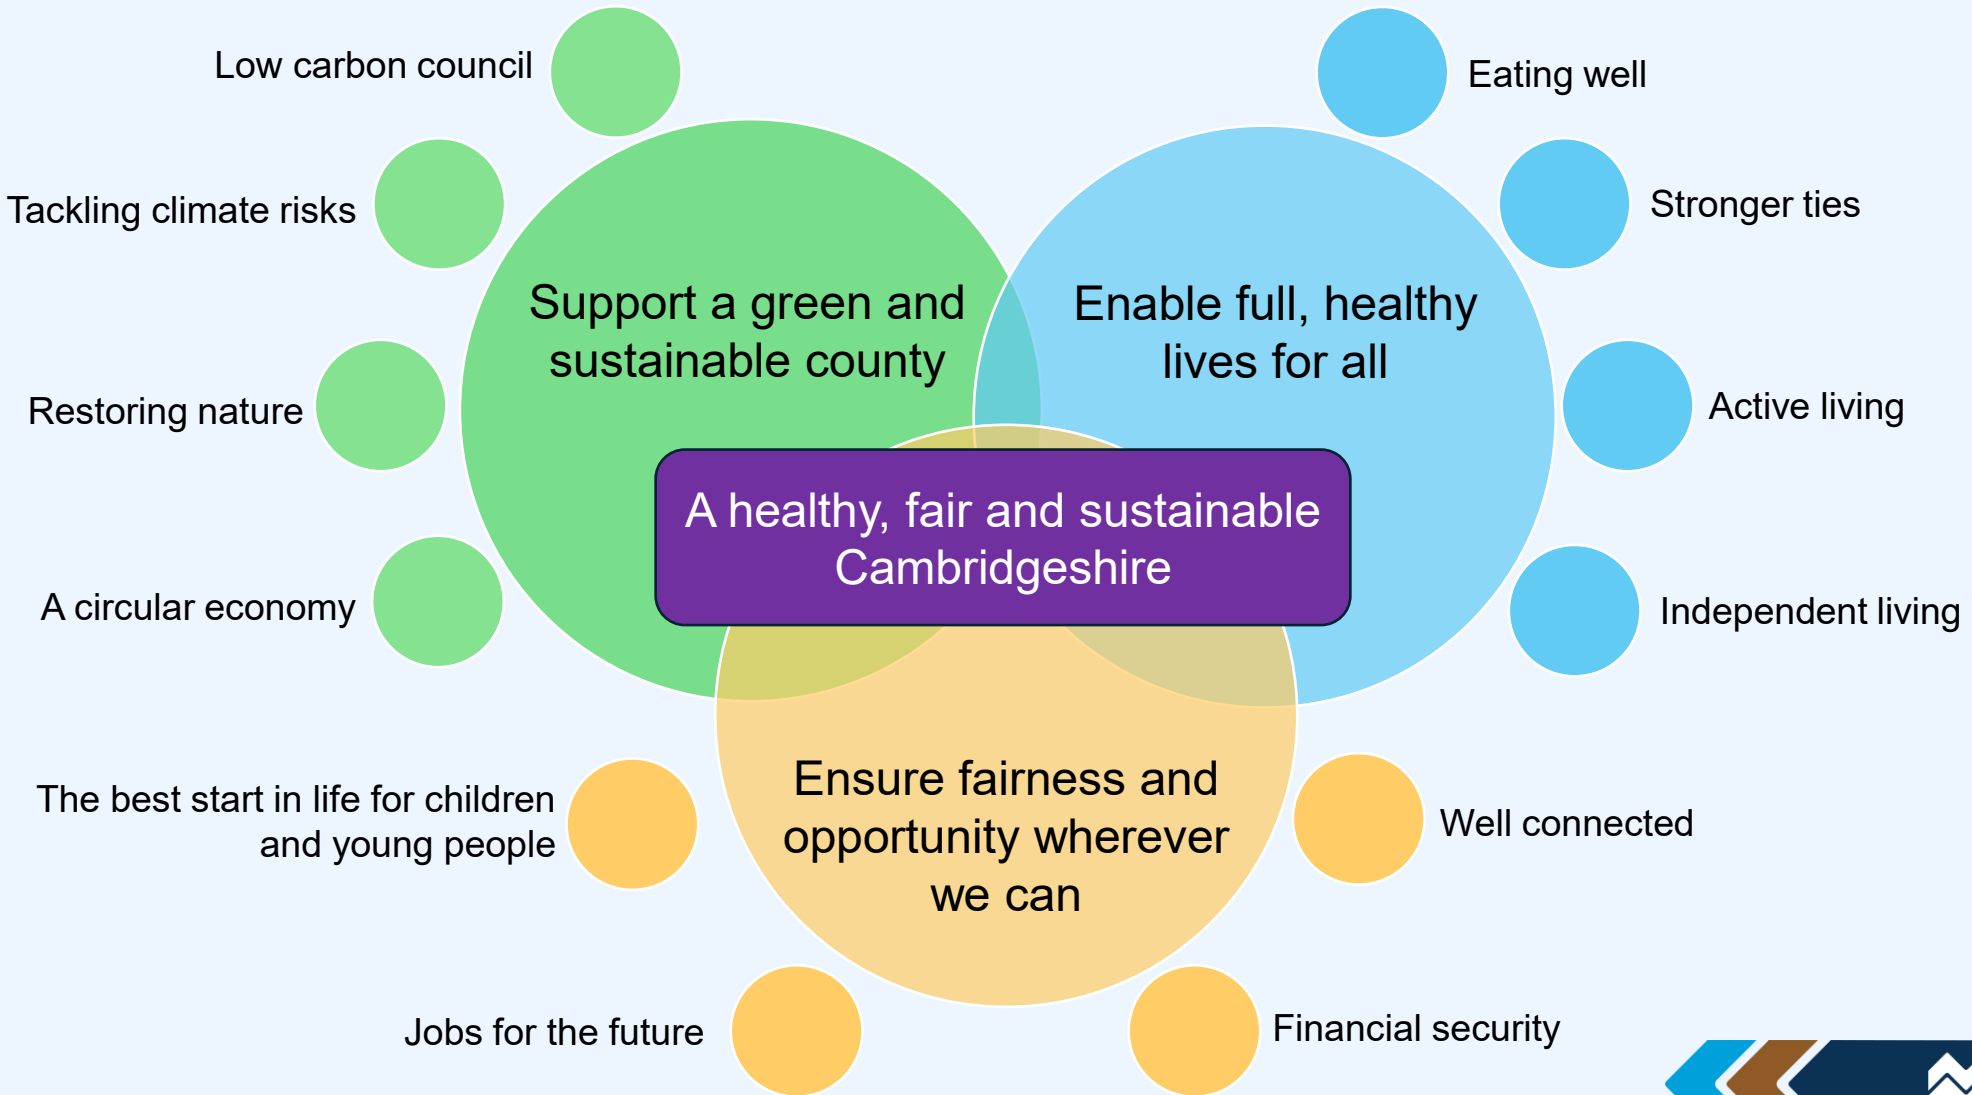 Low carbon council
Tackling climate risks
Restoring nature
A circular economy
Support a green and
sustainable county
Enable full, healthy
lives for all
Eating well
Stronger ties
Active living
Independent living
A healthy, fair and sustainable
Cambridgeshire
The best start in life for children
and young people
Jobs for the future
Ensure fairness and
opportunity wherever
we can
Well connected
Financial security